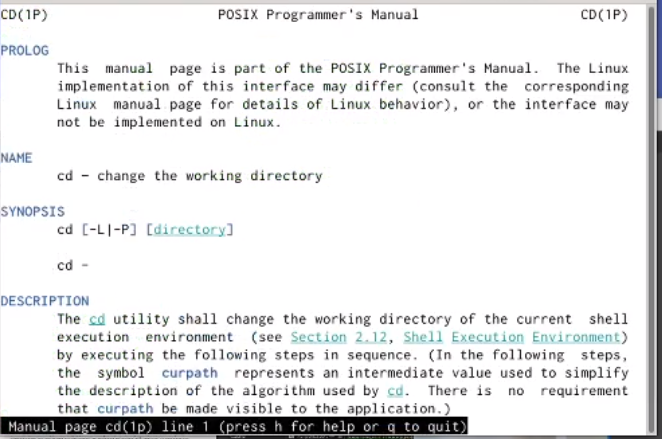 CD(1P) POSIX Programmer's Manual CD(1P)
PROLOG
This manual page is part of the POSIX Programmer's Manual. The Linux
implementation of this interface may differ (consult the corresponding
Linux manual page for details of Linux behavior), or the interface may
not be implemented on Linux.
NAME
cd - change the working directory
SYNOPSIS
cd [-L|-P] [directory]
cd -
DESCRIPTION
The cd utility shall change the working directory of the current shell
execution environment (see Section 2.12, Shell Execution Environment)
by executing the following steps in sequence. (In the following steps,
the symbol curpath represents an intermediate value used to simplify
the description of the algorithm used by cd. There is no requirement
that curpath be made visible to the application.)
Manual page cd(1p) line 1 (press h for help or q to quit)